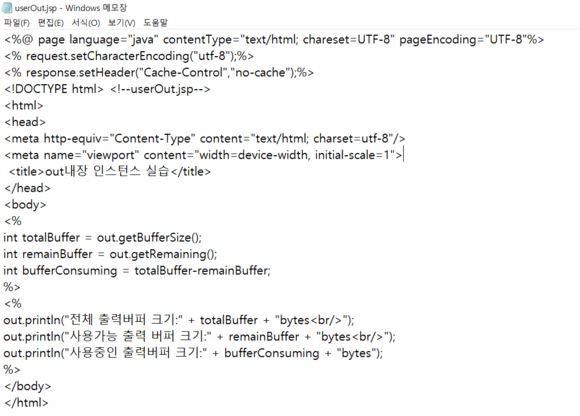 userOut.jsp - Windows 메모장
파일(F) 편집(E) 서식(O) 보기(V) 도움말
<%@ page language="java" contentType="text/html; chareset=UTF-8" pageEncoding="UTF-8"%>
<% request.setCharacterEncoding("utf-8");%>
<% response.setHeader("Cache-Control","no-cache");%>
<!DOCTYPE html> <!--userOut.jsp-->
<html>
<head>
<meta http-equiv="Content-Type" content="text/html; charset=utf-8"/>
<meta name="viewport" content="width=device-width, initial-scale=1">
<title>out내장 인스턴스 실습</title>
</head>
<body>
<%
int totalBuffer = out.getBufferSize();
int remainBuffer = out.getRemaining();
int bufferConsuming = totalBuffer-remainBuffer;
%>
<%
out.println("전체 출력버퍼 크기:" + totalBuffer + "bytes<br/>");
out.println("사용가능 출력 버퍼 크기:" + remainBuffer + "bytes<br/>");
out.println("사용중인 출력버퍼 크기:" + bufferConsuming + "bytes");
%>
</body>
</html>